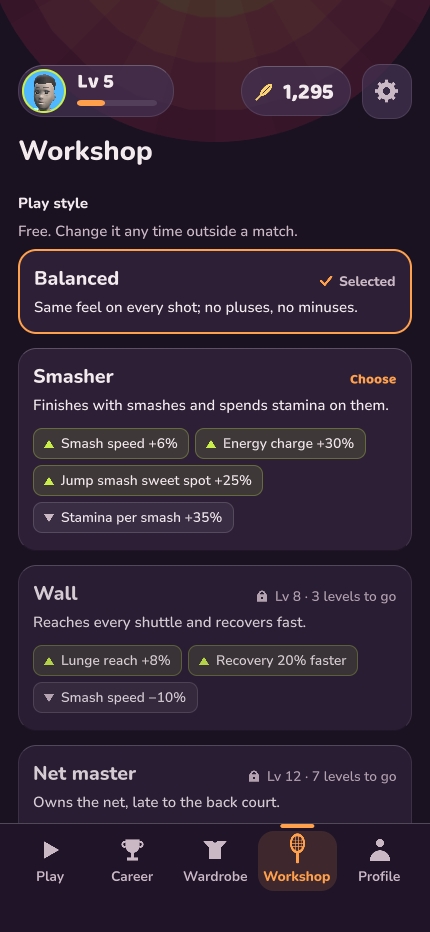 Lv 5
1,295
Workshop
Play style
Free. Change it any time outside a match.
Balanced
Selected
Same feel on every shot; no pluses, no minuses.
Smasher
Choose
Finishes with smashes and spends stamina on them.
Smash speed +6%
Energy charge +30%
Jump smash sweet spot +25%
Stamina per smash +35%
Wall
Lv 8 · 3 levels to go
Reaches every shuttle and recovers fast.
Lunge reach +8%
Recovery 20% faster
Smash speed −10%
Net master
Lv 12 · 7 levels to go
Owns the net, late to the back court.
Play
Career
Wardrobe
Workshop
Profile